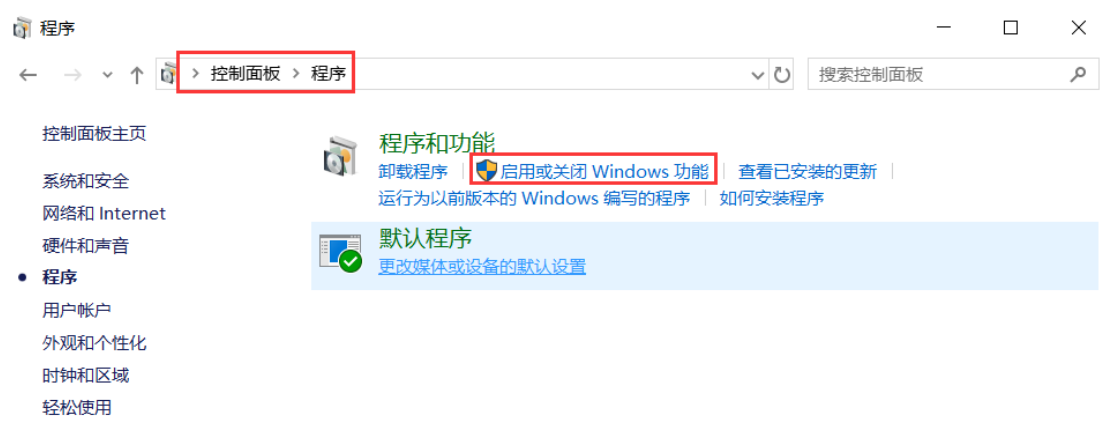 程序
控制面板 > 程序
搜索控制面板
控制面板主页
系统和安全
网络和 Internet
硬件和声音
程序
用户帐户
外观和个性化
时钟和区域
轻松使用
程序和功能
卸载程序 启用或关闭 Windows 功能 查看已安装的更新
运行为以前版本的 Windows 编写的程序 如何安装程序
默认程序
更改媒体或设备的默认设置